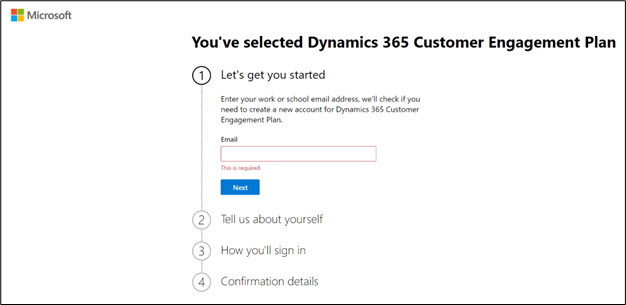 Microsoft
You've selected Dynamics 365 Customer Engagement Plan
1 Let's get you started
Enter your work or school email address, we'll check if you
need to create a new account for Dynamics 365 Customer
Engagement Plan.
Email
This is required
Next
2 Tell us about yourself
3 How you'll sign in
4 Confirmation details